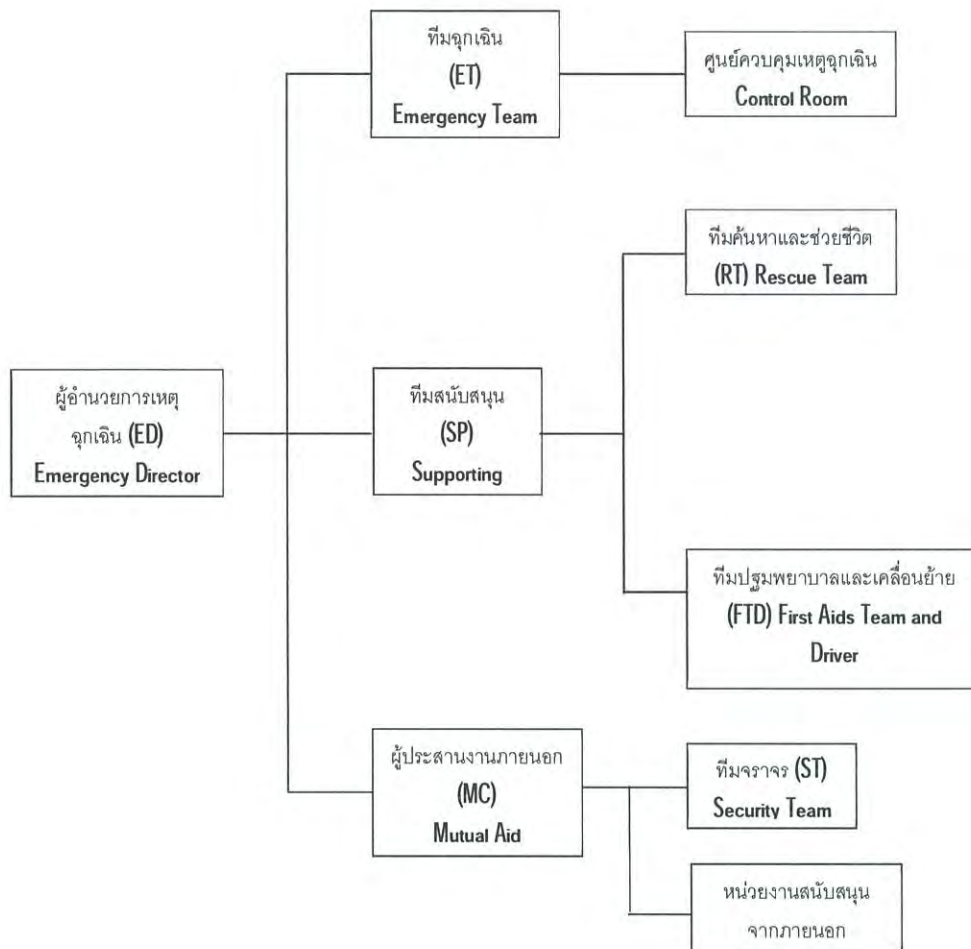 ทีมฉุกเฉิน
(ET)
Emergency Team
ศูนย์ควบคุมเหตุฉุกเฉิน
Control Room
ทีมค้นหาและช่วยชีวิต
(RT) Rescue Team
ผู้อำนวยการเหตุ
ฉุกเฉิน (ED)
Emergency Director
ทีมสนับสนุน
(SP)
Supporting
ทีมปฐมพยาบาลและเคลื่อนย้าย
(FTD) First Aids Team and
Driver
ผู้ประสานงานภายนอก
(MC)
Mutual Aid
ทีมจราจร (ST)
Security Team
หน่วยงานสนับสนุน
จากภายนอก